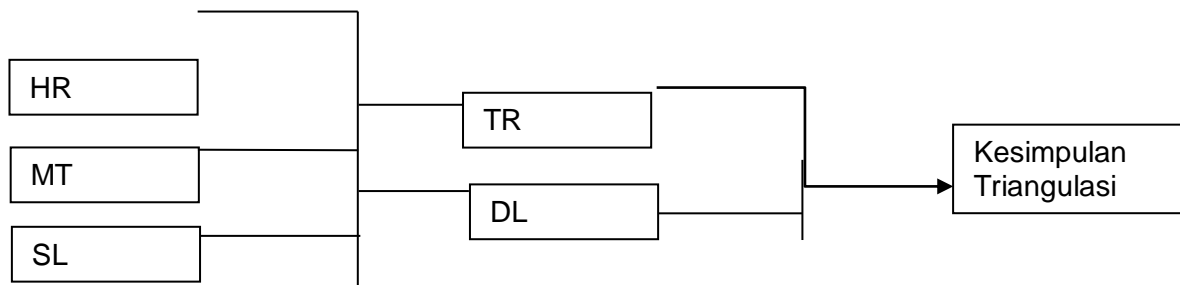 HR
MT
SL
TR
DL
Kesimpulan
Triangulasi